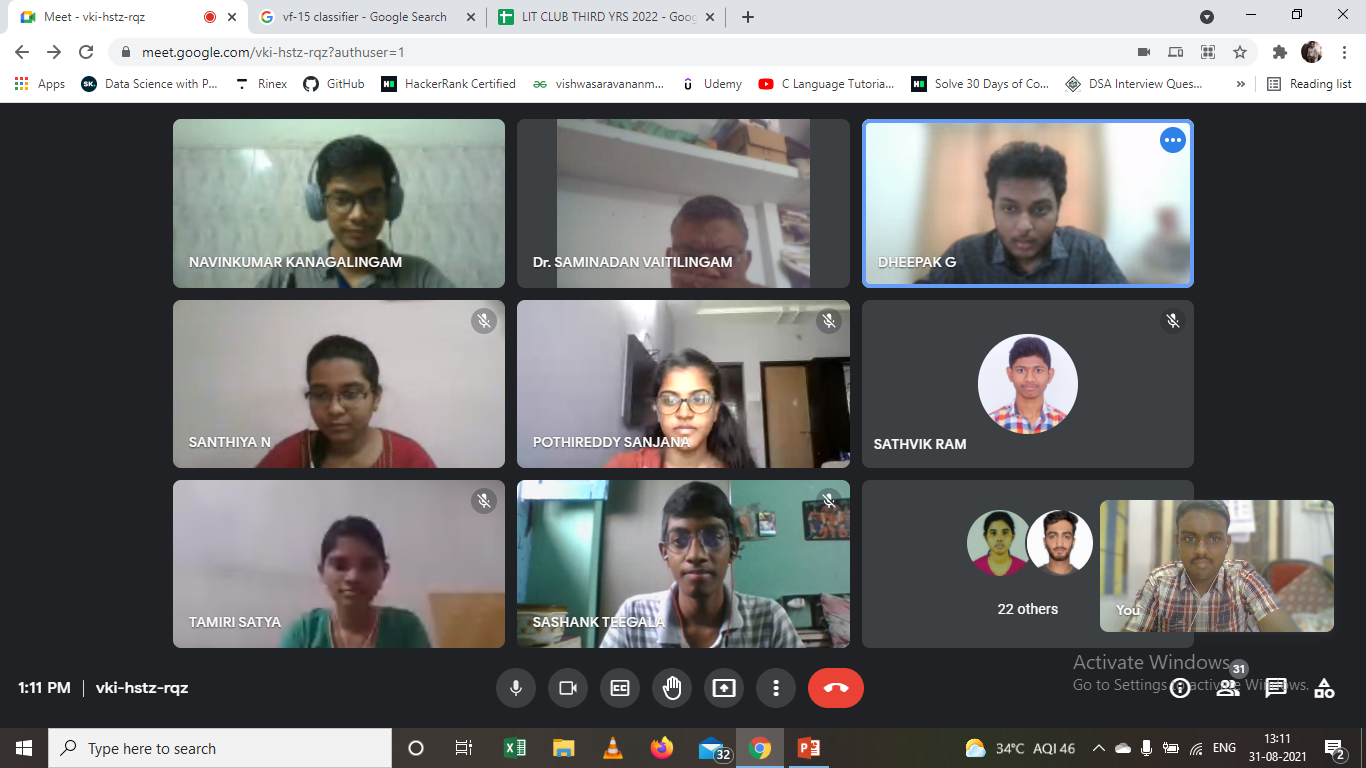 Meet - vki-hstz-rqz
vf-15 classifier - Google Search
LIT CLUB THIRD YRS 2022 - Goo
meet.google.com/vki-hstz-rqz?authuser=1
Apps
SK.
Data Science with P...
Rinex
GitHub
HackerRank Certified
vishwasaravananm...
Udemy
C Language Tutoria...
Solve 30 Days of Co...
DSA Interview Ques...
Reading list
NAVINKUMAR KANAGALINGAM
Dr. SAMINADAN VAITILINGAM
DHEEPAK G
SANTHIYA N
POTHIREDDY SANJANA
SATHVIK RAM
TAMIRI SATYA
SASHANK TEEGALA
22 others
You
1:11 PM | vki-hstz-rqz
31
Activate Windows
Go to Settings to activate Windows.
Type here to search
32
34°C AQI 46
ENG
13:11
31-08-2021
2